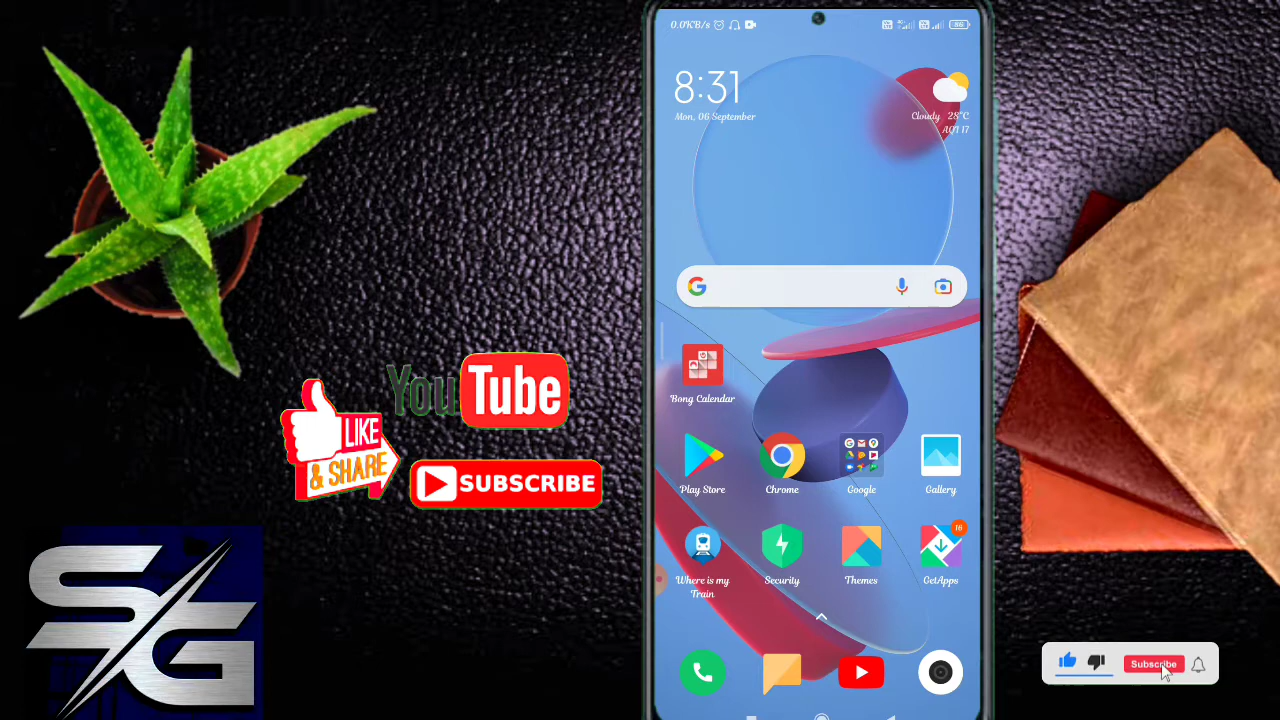 0.0KB/s
8:31
Mon, 06 September
Cloudy 28°C
AQI 17
Bong Calendar
Play Store
Chrome
Google
Gallery
16
Where is my
Train
Security
Themes
GetApps
YouTube
LIKE
& SHARE
SUBSCRIBE
SG
Subscribe